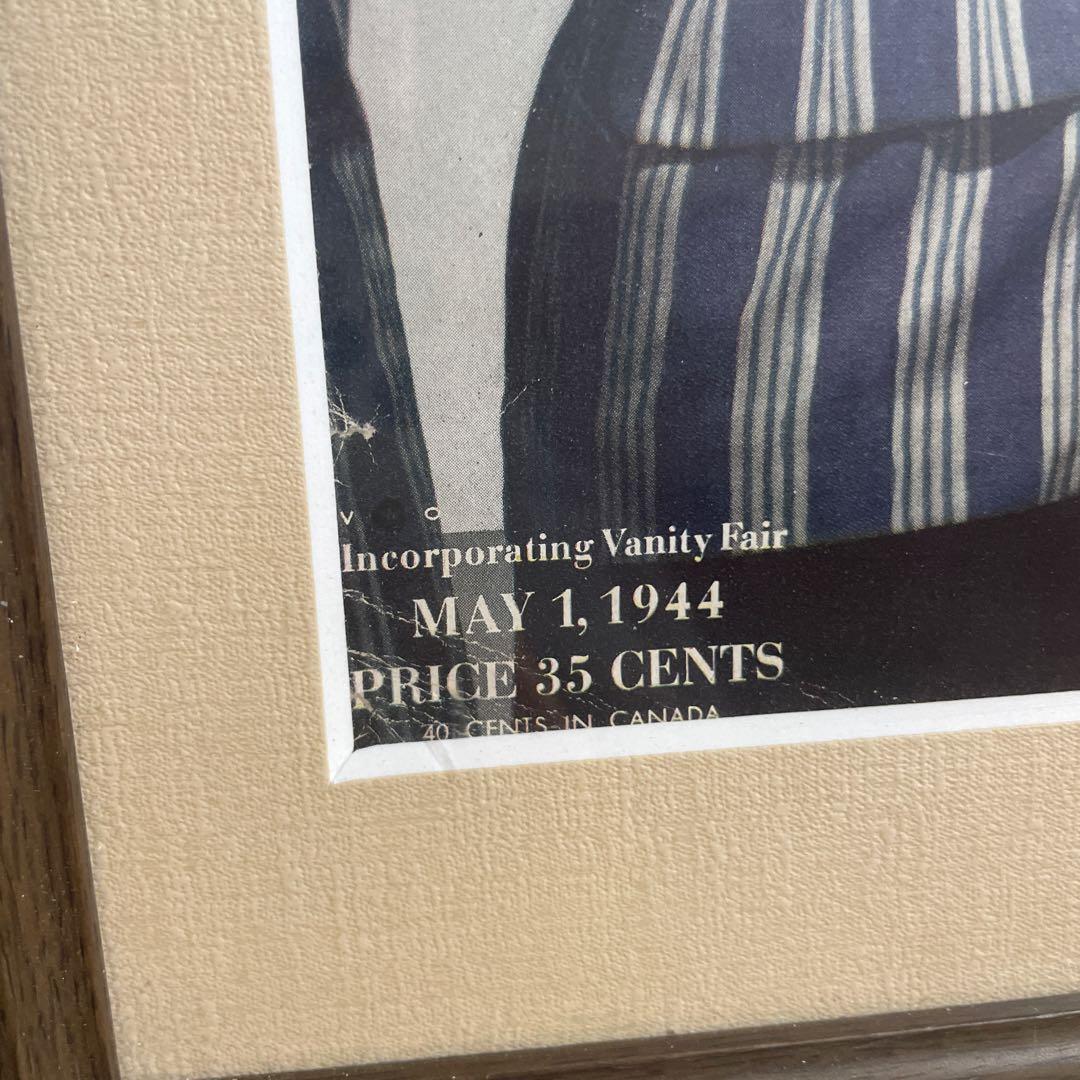 V O
Incorporating Vanity Fair
MAY 1, 1944
PRICE 35 CENTS
40 CENTS IN CANADA